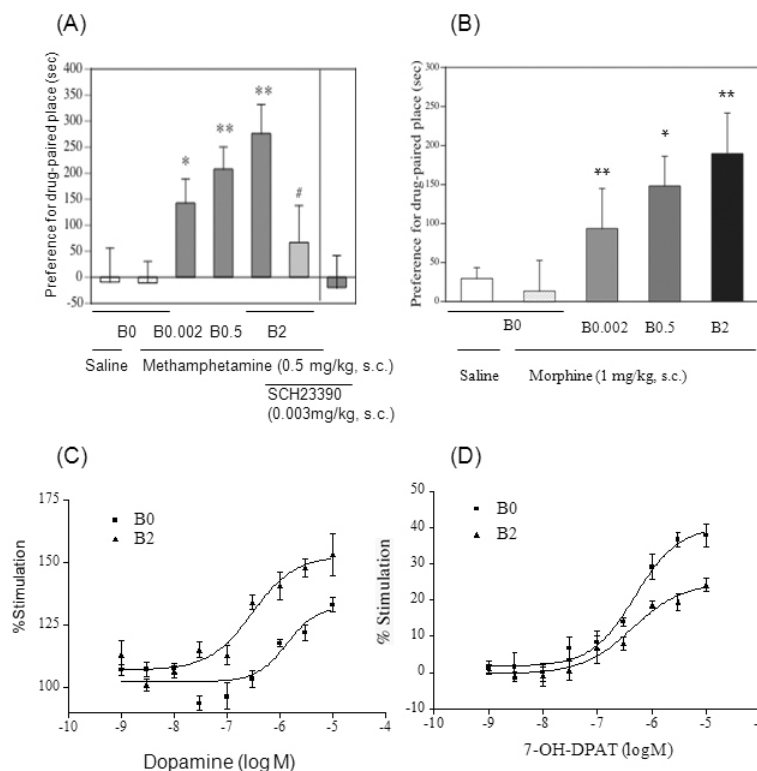 (A)
Preference for drug-paired place (sec)
400
350
300
250
200
150
100
50
0
-50
*
**
**
#
B0 B0.002 B0.5 B2
Saline Methamphetamine (0.5 mg/kg, s.c.)
SCH23390
(0.003mg/kg, s.c.)
(B)
Preference for drug-paired place (sec)
300
200
150
100
50
0
**
*
**
B0 B0.002 B0.5 B2
Saline Morphine (1 mg/kg, s.c.)
(C)
%Stimulation
175
150
125
100
B0
B2
-10 -9 -8 -7 -6 -5 -4
Dopamine (log M)
(D)
% Stimulation
50
40
30
20
10
0
-10
B0
B2
-10 -9 -8 -7 -6 -5 -4
7-OH-DPAT (logM)